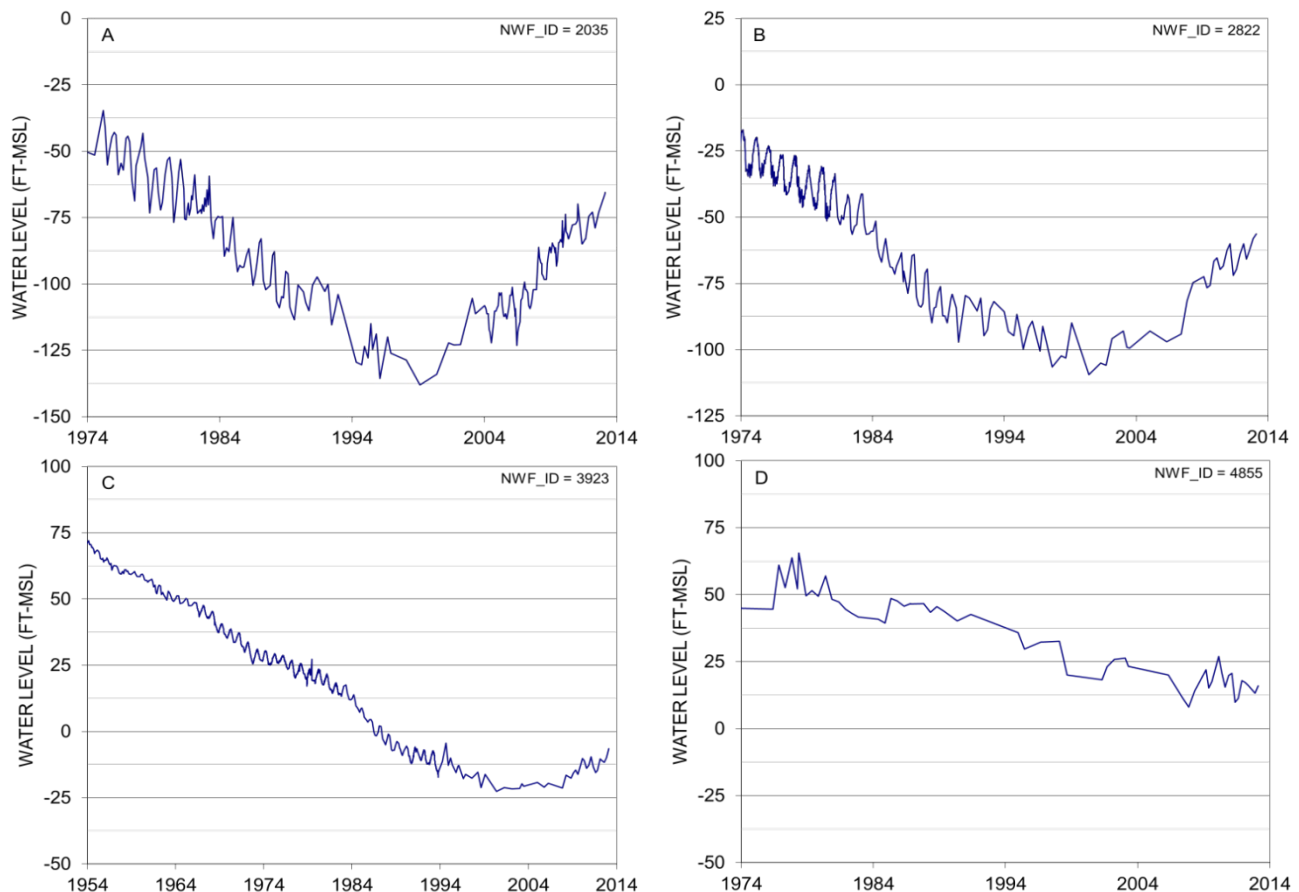 A
NWF_ID = 2035
WATER LEVEL (FT-MSL)
-0
-25
-50
-75
-100
-125
-150
1974 1984 1994 2004 2014
B
NWF_ID = 2822
WATER LEVEL (FT-MSL)
25
0
-25
-50
-75
-100
-125
1974 1984 1994 2004 2014
C
NWF_ID = 3923
WATER LEVEL (FT-MSL)
100
75
50
25
0
-25
-50
1954 1964 1974 1984 1994 2004 2014
D
NWF_ID = 4855
WATER LEVEL (FT-MSL)
100
75
50
25
0
-25
-50
1974 1984 1994 2004 2014